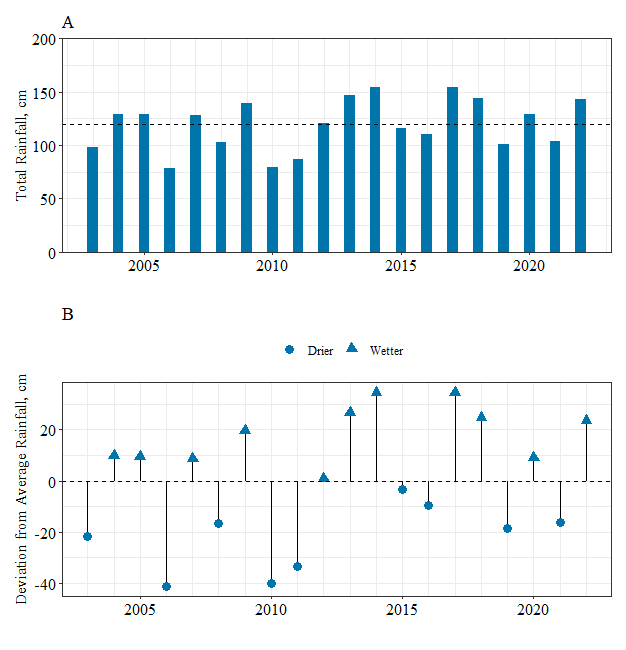 A
Total Rainfall, cm
200
150
100
50
0
2005 2010 2015 2020
B
Drier Wetter
Deviation from Average Rainfall, cm
20
0
-20
-40
2005 2010 2015 2020